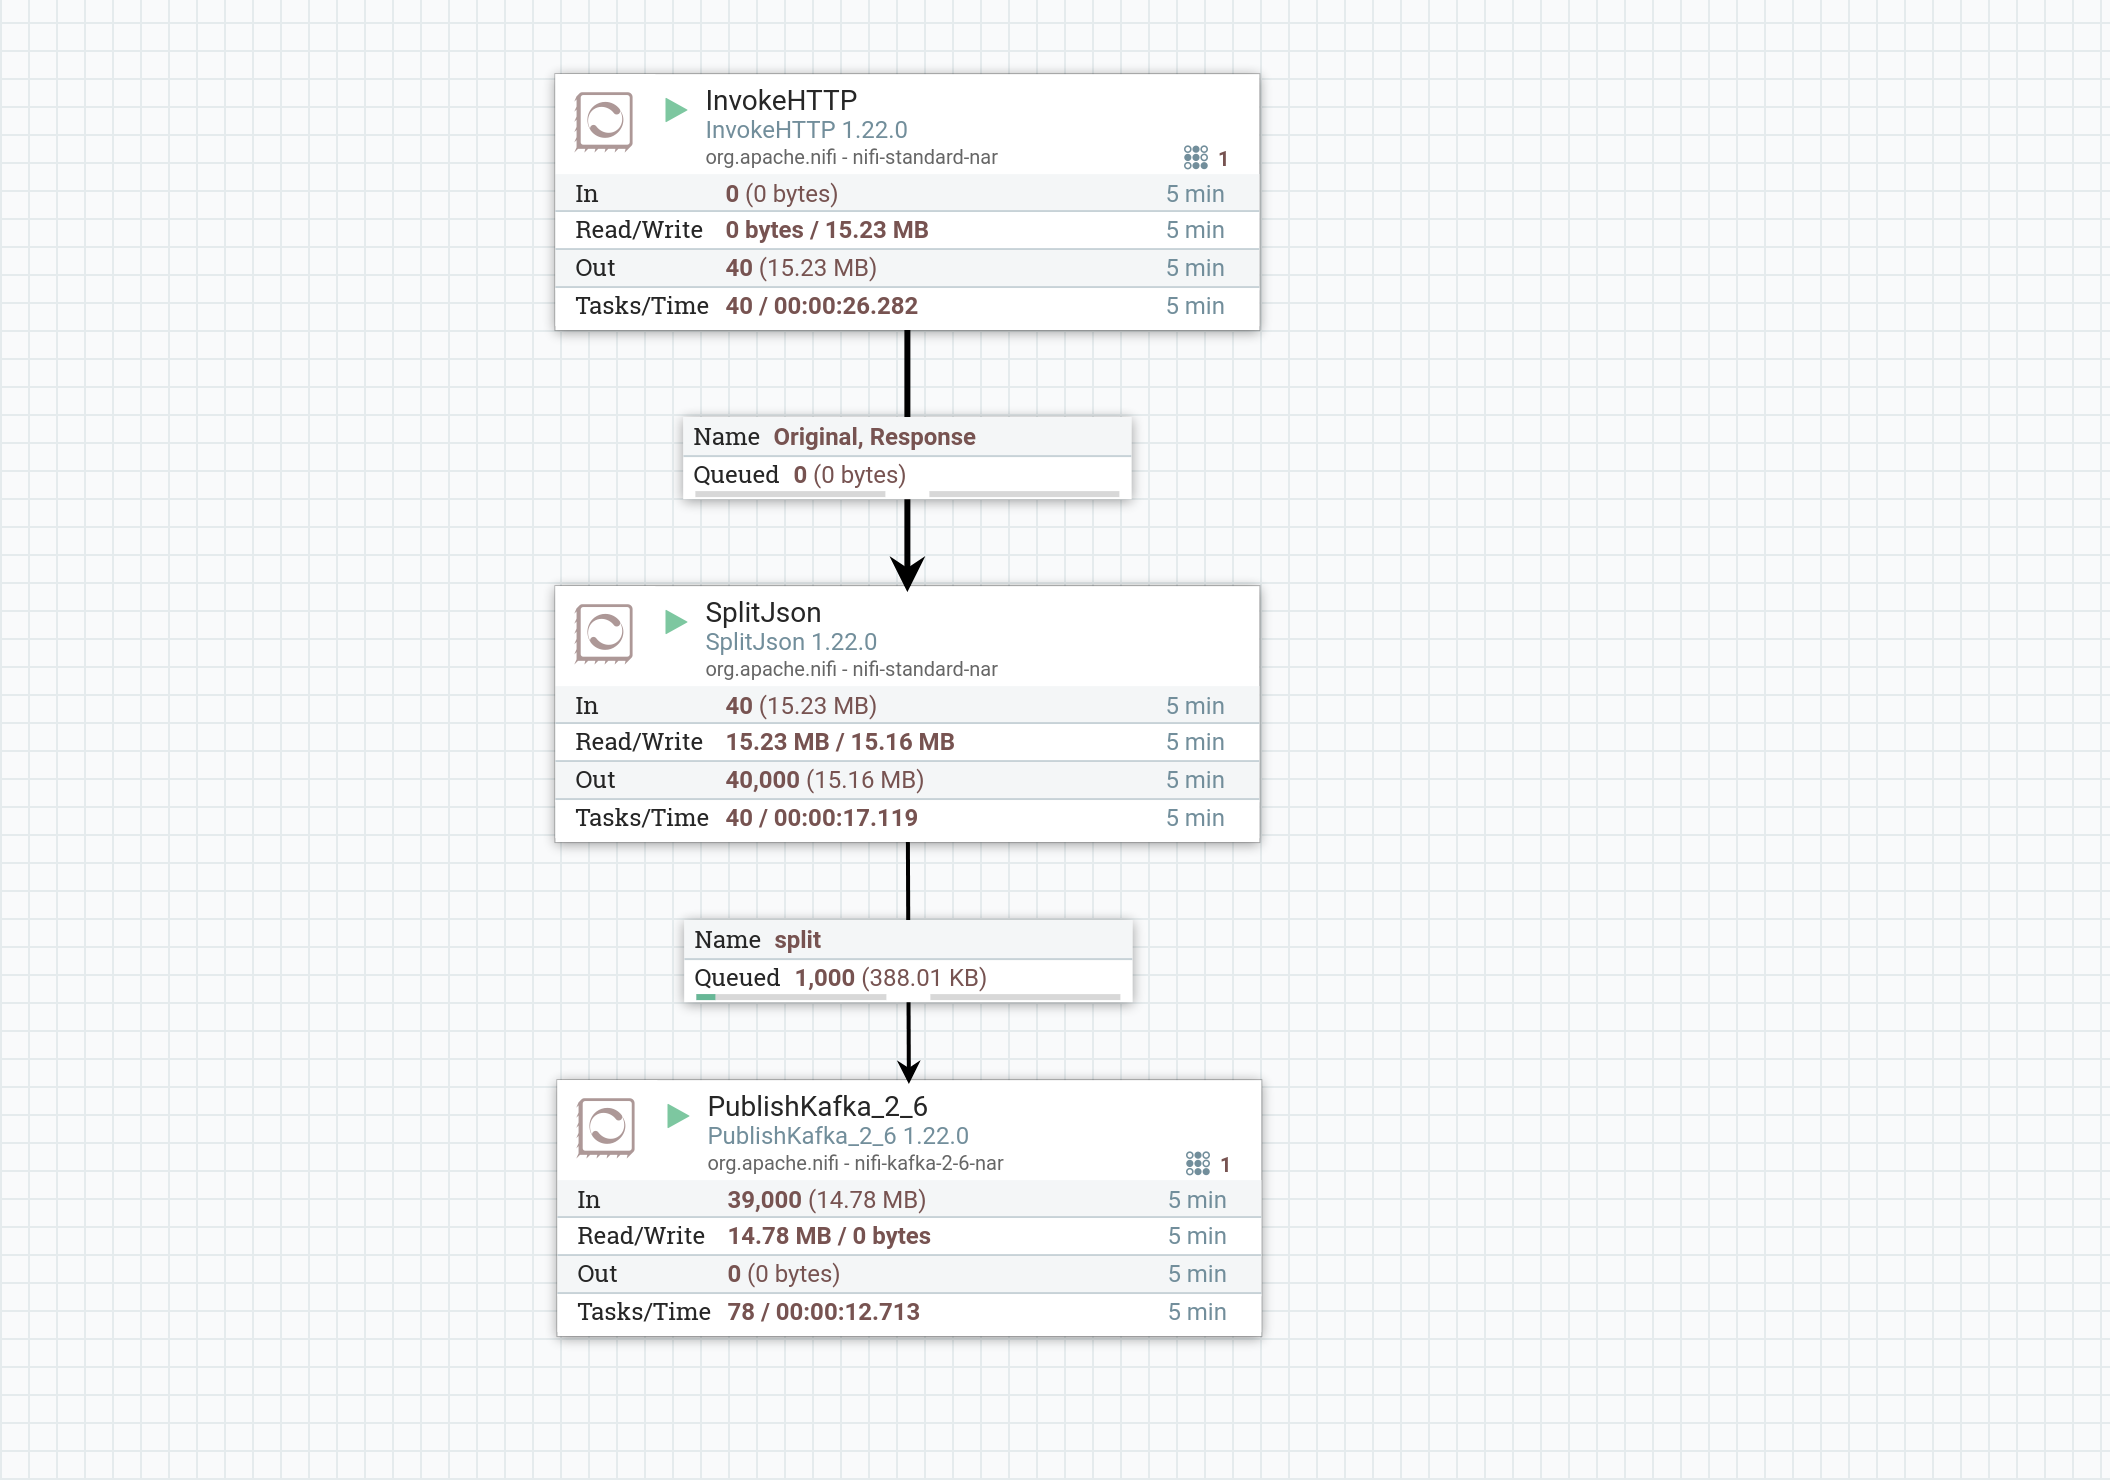 InvokeHTTP
InvokeHTTP 1.22.0
org.apache.nifi - nifi-standard-nar
1
In 0 (0 bytes) 5 min
Read/Write 0 bytes / 15.23 MB 5 min
Out 40 (15.23 MB) 5 min
Tasks/Time 40 / 00:00:26.282 5 min
Name Original, Response
Queued 0 (0 bytes)
SplitJson
SplitJson 1.22.0
org.apache.nifi - nifi-standard-nar
In 40 (15.23 MB) 5 min
Read/Write 15.23 MB / 15.16 MB 5 min
Out 40,000 (15.16 MB) 5 min
Tasks/Time 40 / 00:00:17.119 5 min
Name split
Queued 1,000 (388.01 KB)
PublishKafka_2_6
PublishKafka_2_6 1.22.0
org.apache.nifi - nifi-kafka-2-6-nar
1
In 39,000 (14.78 MB) 5 min
Read/Write 14.78 MB / 0 bytes 5 min
Out 0 (0 bytes) 5 min
Tasks/Time 78 / 00:00:12.713 5 min